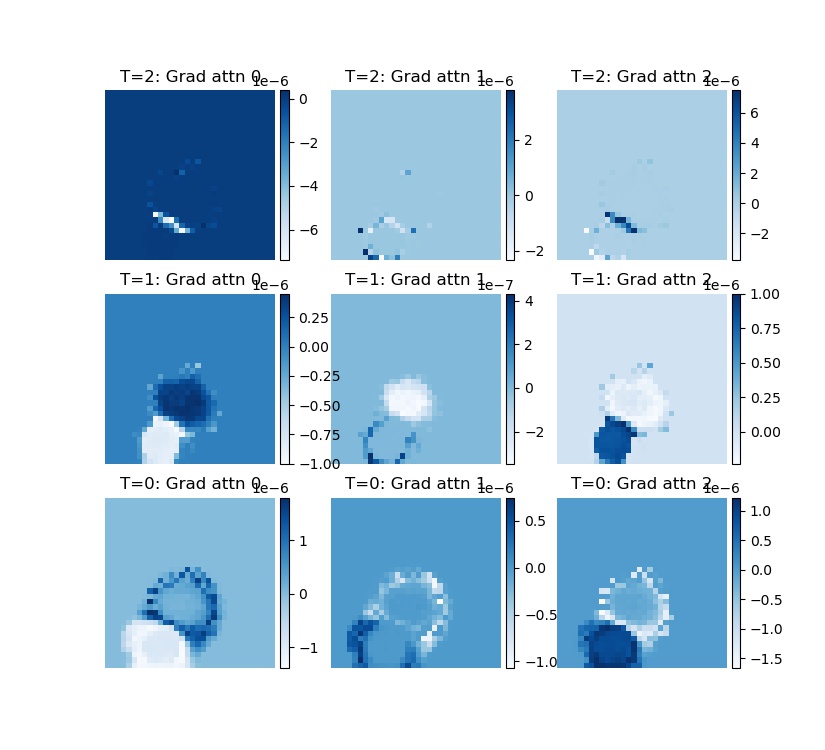 T=2: Grad attn 0
1e−6
T=2: Grad attn 1
1e−6
T=2: Grad attn 2
1e−6
0
−2
−4
−6
2
0
−2
6
4
2
0
−2
T=1: Grad attn 0
1e−6
T=1: Grad attn 1
1e−7
T=1: Grad attn 2
1e−6
0.25
0.00
−0.25
−0.50
−0.75
−1.00
4
2
0
−2
1.00
0.75
0.50
0.25
0.00
T=0: Grad attn 0
1e−6
T=0: Grad attn 1
1e−6
T=0: Grad attn 2
1e−6
1
0
−1
0.5
0.0
−0.5
−1.0
1.0
0.5
0.0
−0.5
−1.0
−1.5